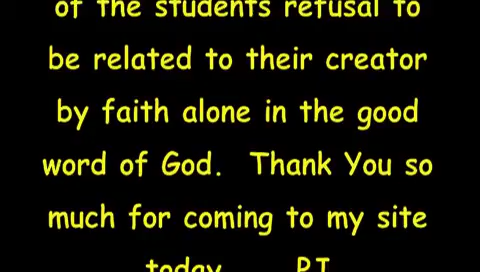 of the students refusal to
be related to their creator
by faith alone in the good
word of God.  Thank You so
much for coming to my site
today.      PJ